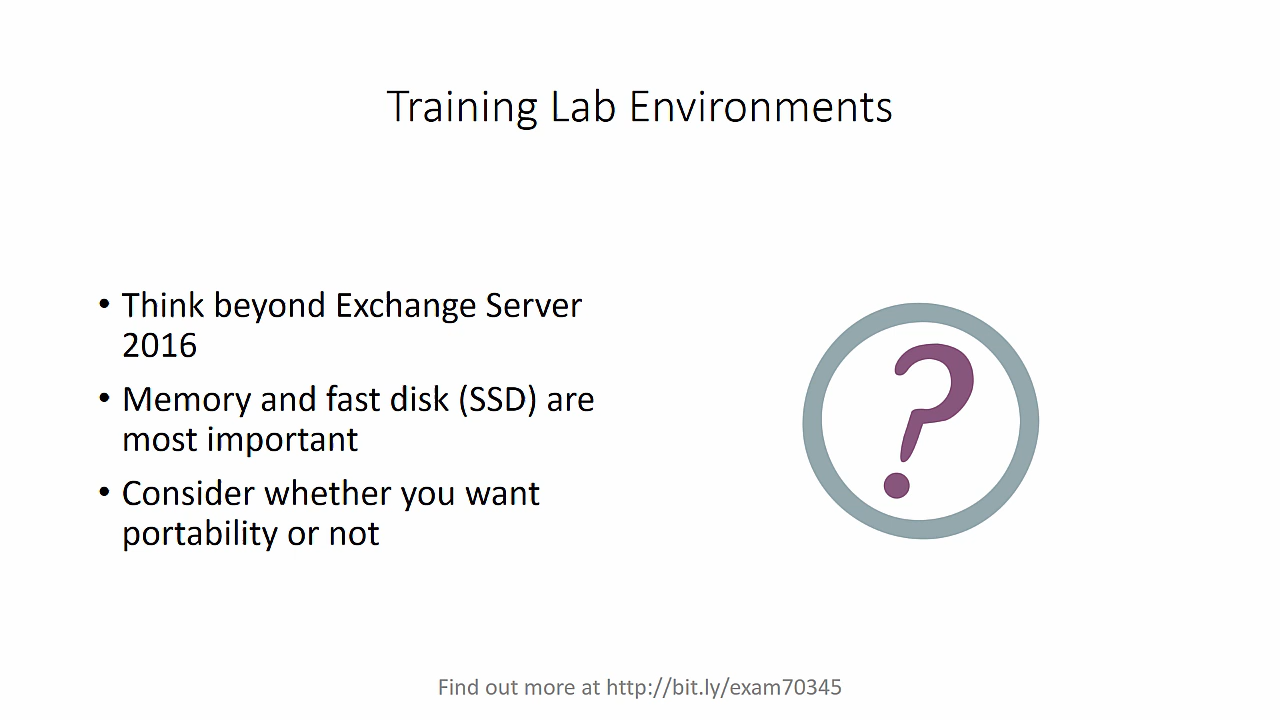 Training Lab Environments
• Think beyond Exchange Server
2016
• Memory and fast disk (SSD) are
most important
• Consider whether you want
portability or not
?
Find out more at http://bit.ly/exam70345